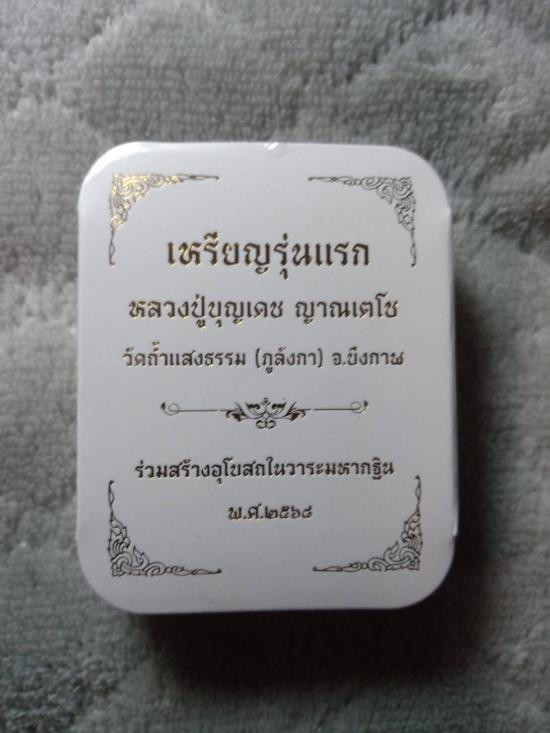 เหรียญรุ่นแรก
หลวงปู่บุญเดช ญาณเตโช
วัดถ้ำแสงธรรม (ภูลังกา) จ.บึงกาฬ
ร่วมสร้างอุโบสถในวาระมหากฐิน
พ.ศ.๒๕๖๘